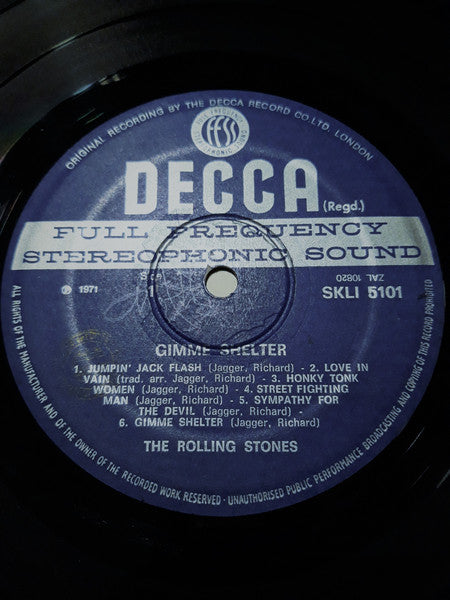 ORIGINAL RECORDING BY THE DECCA RECORD CO. LTD. LONDON
FFSS
DECCA (Regd.)
FULL FREQUENCY
STEREOPHONIC SOUND
ZAL 10820
℗ 1971
SKLI 5101
GIMME SHELTER
1. JUMPIN' JACK FLASH (Jagger, Richard) - 2. LOVE IN
VAIN (trad. arr. Jagger, Richard) - 3. HONKY TONK
WOMEN (Jagger, Richard) - 4. STREET FIGHTING
MAN (Jagger, Richard) - 5. SYMPATHY FOR
THE DEVIL (Jagger, Richard) -
6. GIMME SHELTER (Jagger, Richard)
THE ROLLING STONES
ALL RIGHTS OF THE MANUFACTURER AND OF THE OWNER OF THE RECORDED WORK RESERVED · UNAUTHORISED PUBLIC PERFORMANCE BROADCASTING AND COPYING OF THIS RECORD PROHIBITED